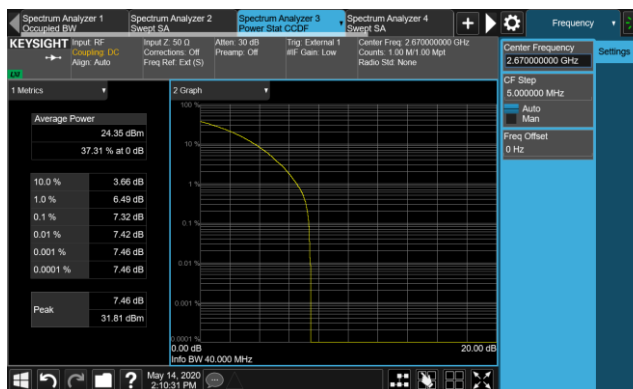 Spectrum Analyzer 1
Occupied BW
Spectrum Analyzer 2
Swept SA
Spectrum Analyzer 3
Power Stat CCDF
Spectrum Analyzer 4
Swept SA
Frequency
KEYSIGHT
Input: RF
Coupling: DC
Align: Auto
Input Z: 50 Ω
Corrections: Off
Freq Ref: Ext (S)
Atten: 30 dB
Preamp: Off
Trig: External 1
#IF Gain: Low
Center Freq: 2.670000000 GHz
Counts: 1.00 M/1.00 Mpt
Radio Std: None
Center Frequency
2.670000000 GHz
Settings
CF Step
5.000000 MHz
Auto
Man
Freq Offset
0 Hz
1 Metrics
Average Power
24.35 dBm
37.31 % at 0 dB
10.0 % 3.66 dB
1.0 % 6.49 dB
0.1 % 7.32 dB
0.01 % 7.42 dB
0.001 % 7.46 dB
0.0001 % 7.46 dB
Peak
7.46 dB
31.81 dBm
2 Graph
100 %
10 %
1 %
0.1 %
0.01 %
0.001 %
0.0001 %
0.00 dB
20.00 dB
Info BW 40.000 MHz
May 14, 2020
2:10:31 PM